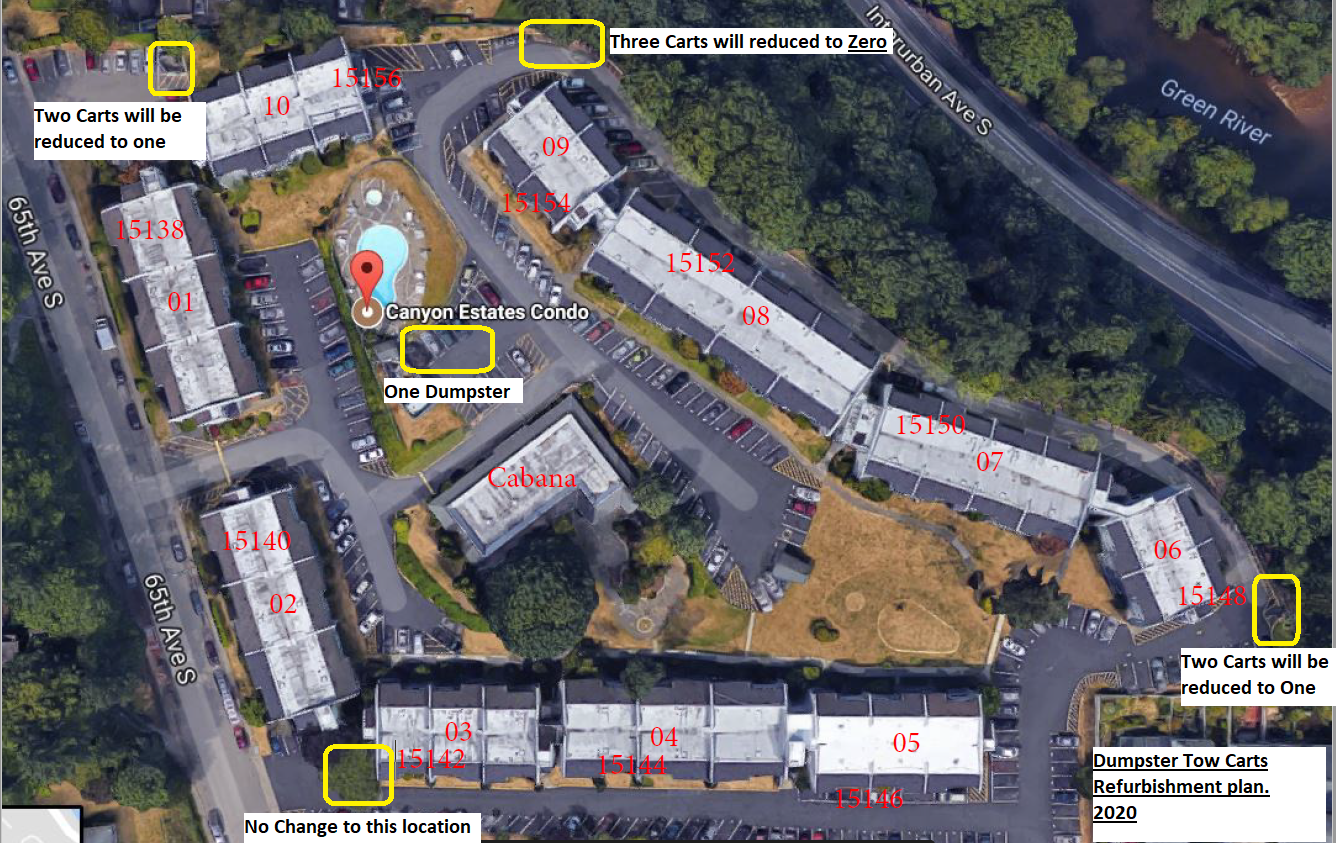 Three Carts will reduced to Zero
Interurban Ave S
Green River
Two Carts will be
reduced to one
15156
10
09
15154
65th Ave S
15138
01
15152
08
Canyon Estates Condo
One Dumpster
15150
07
Cabana
15140
02
06
15148
65th Ave S
Two Carts will be
reduced to One
03
15142
04
15144
05
15146
No Change to this location
Dumpster Tow Carts
Refurbishment plan.
2020